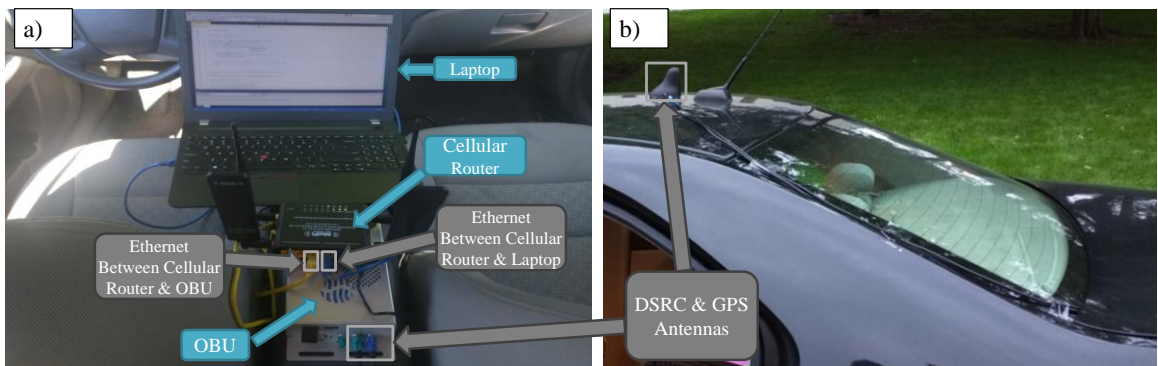 a)
Laptop
Cellular
Router
Ethernet
Between Cellular
Router & OBU
Ethernet
Between Cellular
Router & Laptop
OBU
b)
DSRC & GPS
Antennas